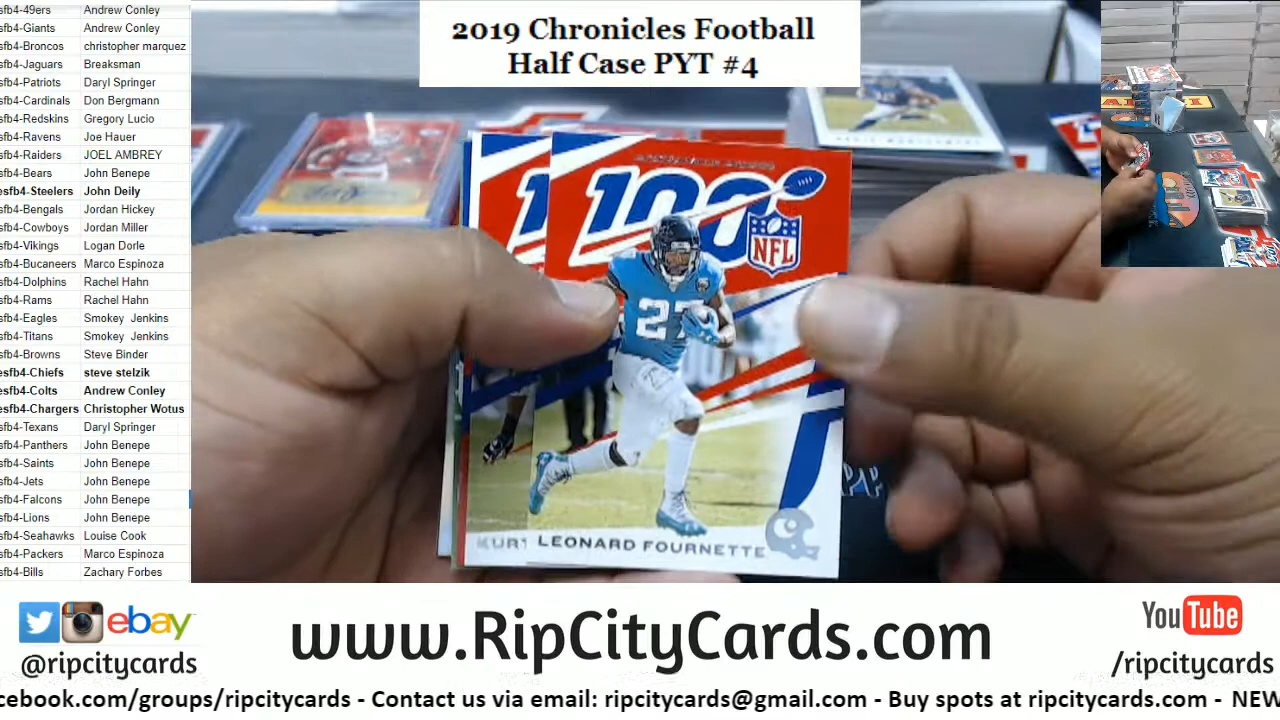 sfb4-49ers Andrew Conley
sfb4-Giants Andrew Conley
sfb4-Broncos christopher marquez
sfb4-Jaguars Breaksman
sfb4-Patriots Daryl Springer
sfb4-Cardinals Don Bergmann
sfb4-Redskins Gregory Lucio
sfb4-Ravens Joe Hauer
sfb4-Raiders JOEL AMBREY
sfb4-Bears John Benepe
esfb4-Steelers John Deily
sfb4-Bengals Jordan Hickey
sfb4-Cowboys Jordan Miller
sfb4-Vikings Logan Dorle
sfb4-Bucaneers Marco Espinoza
sfb4-Dolphins Rachel Hahn
sfb4-Rams Rachel Hahn
sfb4-Eagles Smokey Jenkins
sfb4-Titans Smokey Jenkins
sfb4-Browns Steve Binder
esfb4-Chiefs steve stelzik
esfb4-Colts Andrew Conley
esfb4-Chargers Christopher Wotus
sfb4-Texans Daryl Springer
sfb4-Panthers John Benepe
sfb4-Saints John Benepe
sfb4-Jets John Benepe
sfb4-Falcons John Benepe
sfb4-Lions John Benepe
sfb4-Seahawks Louise Cook
sfb4-Packers Marco Espinoza
sfb4-Bills Zachary Forbes
2019 Chronicles Football
Half Case PYT #4
100
NFL
27
KURT LEONARD FOURNETTE
ebay
@ripcitycards
www.RipCityCards.com
YouTube
/ripcitycards
cebook.com/groups/ripcitycards - Contact us via email: ripcitycards@gmail.com - Buy spots at ripcitycards.com - NEW